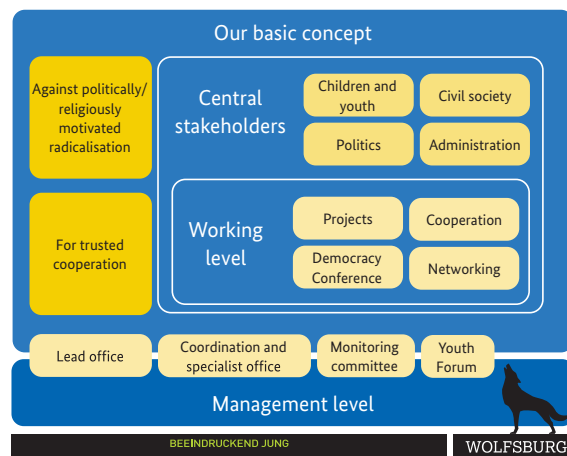 Our basic concept
Against politically/
religiously
motivated
radicalisation
For trusted
cooperation
Central
stakeholders
Children and
youth
Civil society
Politics
Administration
Working
level
Projects
Cooperation
Democracy
Conference
Networking
Lead office
Coordination and
specialist office
Monitoring
committee
Youth
Forum
Management level
BEEINDRUCKEND JUNG
WOLFSBURG